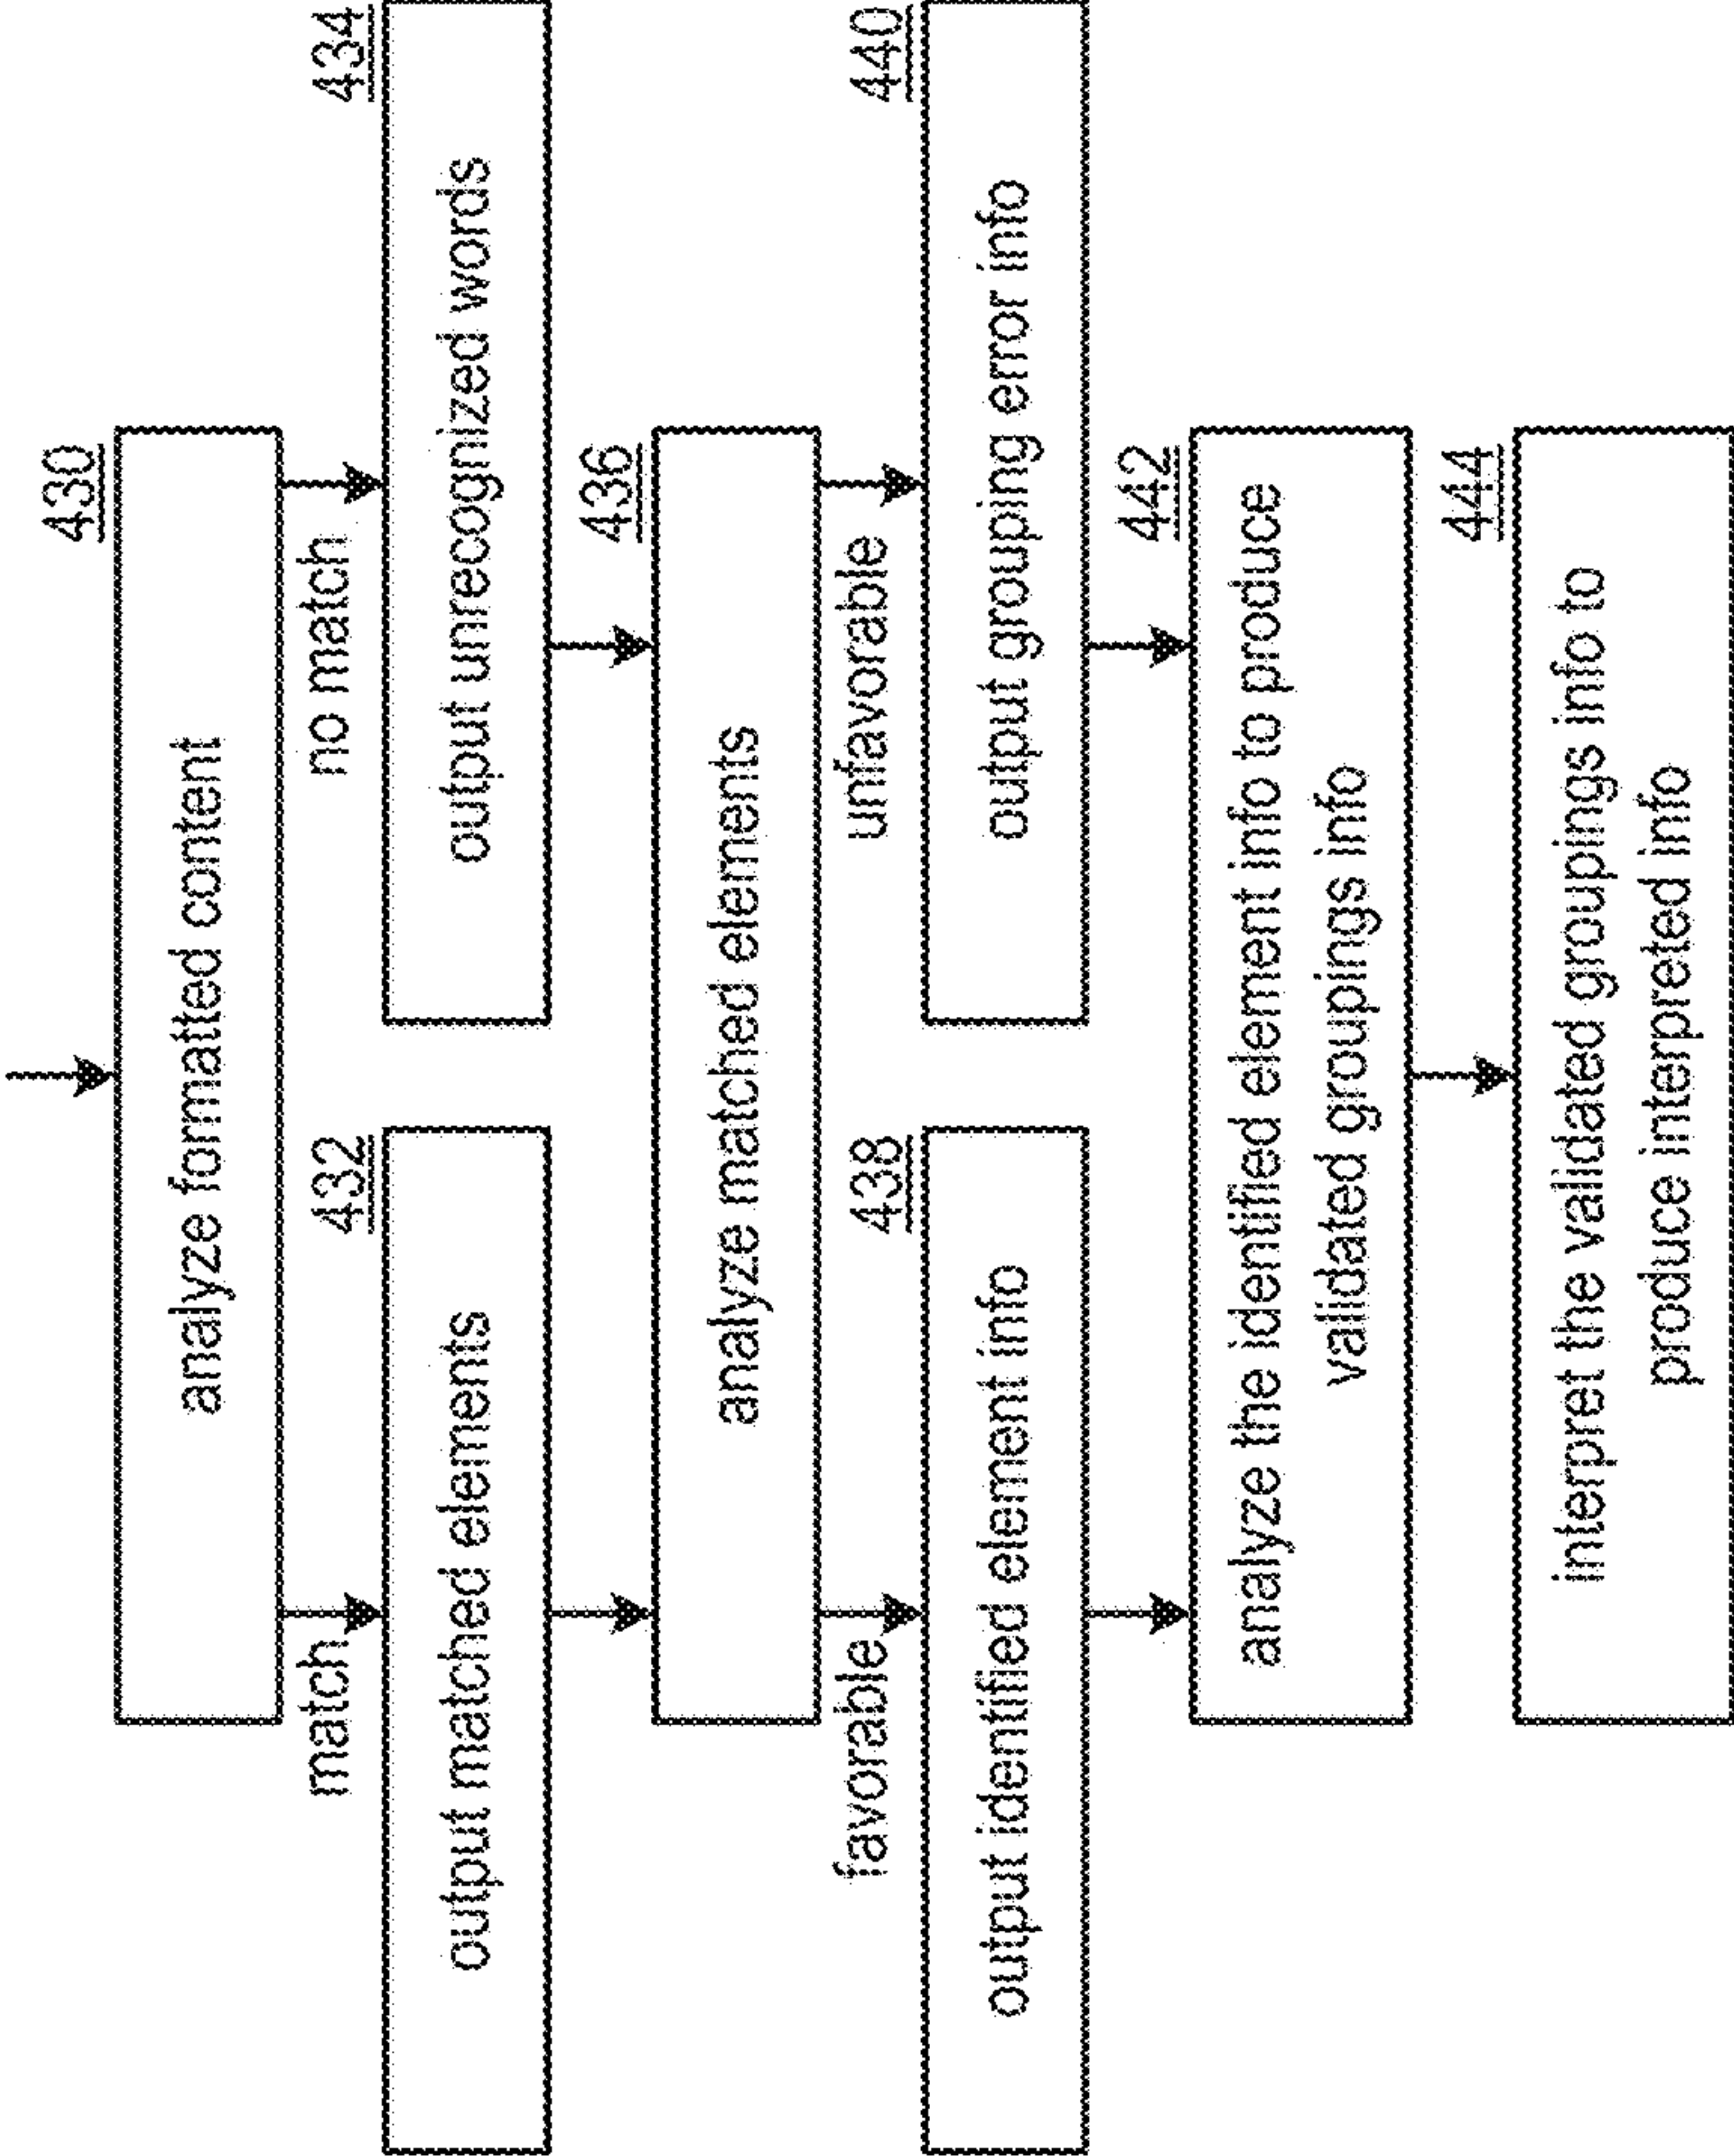 430
analyze formatted content
match
no match
432
output matched elements
434
output unrecognized words
436
analyze matched elements
favorable
unfavorable
438
output identified element info
440
output grouping error info
442
analyze the identified element info to produce
validated groupings info
444
interpret the validated groupings info to
produce interpreted info